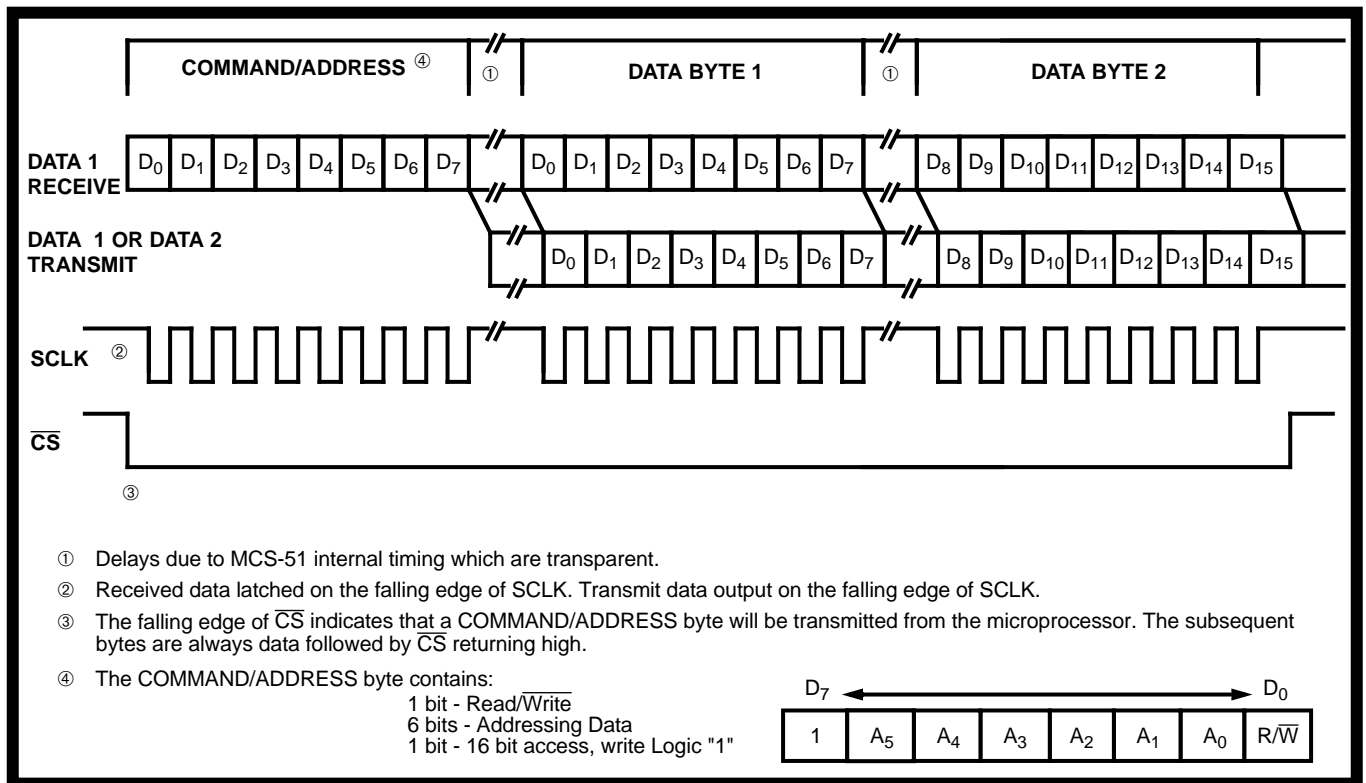 COMMAND/ADDRESS ④ ① DATA BYTE 1 ① DATA BYTE 2
DATA 1
RECEIVE
D0 D1 D2 D3 D4 D5 D6 D7 D0 D1 D2 D3 D4 D5 D6 D7 D8 D9 D10 D11 D12 D13 D14 D15
DATA 1 OR DATA 2
TRANSMIT
D0 D1 D2 D3 D4 D5 D6 D7 D8 D9 D10 D11 D12 D13 D14 D15
SCLK ②
C̅S̅
③
① Delays due to MCS-51 internal timing which are transparent.
② Received data latched on the falling edge of SCLK. Transmit data output on the falling edge of SCLK.
③ The falling edge of C̅S̅ indicates that a COMMAND/ADDRESS byte will be transmitted from the microprocessor. The subsequent
bytes are always data followed by C̅S̅ returning high.
④ The COMMAND/ADDRESS byte contains:
1 bit - Read/W̅r̅i̅t̅e̅
6 bits - Addressing Data
1 bit - 16 bit access, write Logic "1"
D7 D0
1 A5 A4 A3 A2 A1 A0 R/W̅